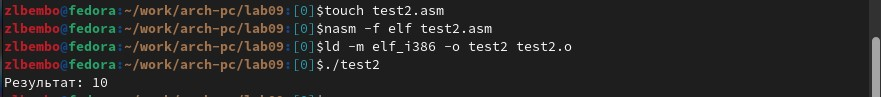 zlbembo@fedora:~/work/arch-pc/lab09:[0]$touch test2.asm
zlbembo@fedora:~/work/arch-pc/lab09:[0]$nasm -f elf test2.asm
zlbembo@fedora:~/work/arch-pc/lab09:[0]$ld -m elf_i386 -o test2 test2.o
zlbembo@fedora:~/work/arch-pc/lab09:[0]$./test2
Результат: 10